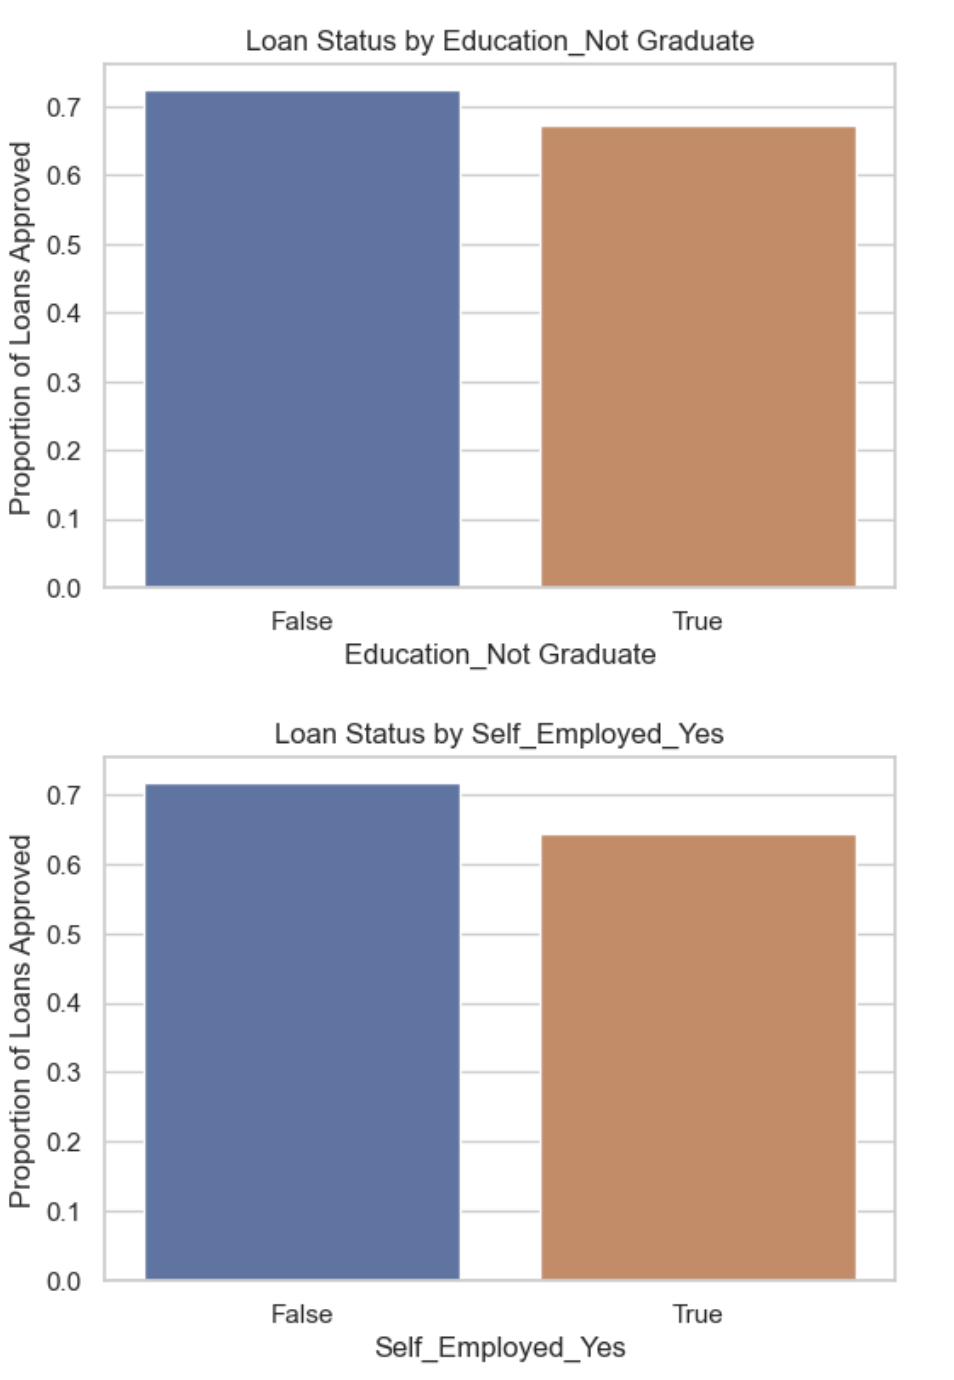 Loan Status by Education_Not Graduate
Proportion of Loans Approved
0.7
0.6
0.5
0.4
0.3
0.2
0.1
0.0
False True
Education_Not Graduate
Loan Status by Self_Employed_Yes
Proportion of Loans Approved
0.7
0.6
0.5
0.4
0.3
0.2
0.1
0.0
False True
Self_Employed_Yes